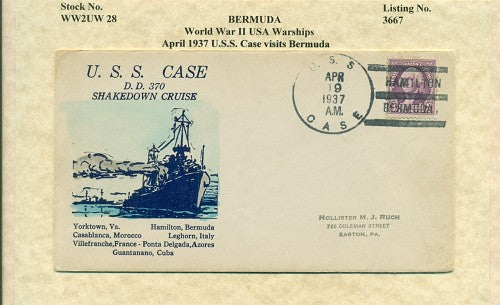 Stock No.
WW2UW 28
BERMUDA
World War II USA Warships
April 1937 U.S.S. Case visits Bermuda
Listing No.
3667
U. S. S. CASE
D. D. 370
SHAKEDOWN CRUISE
Yorktown, Va. Hamilton, Bermuda
Casablanca, Morocco Leghorn, Italy
Villefranche, France - Ponta Delgada, Azores
Guantanano, Cuba
U. S. S.
APR
19
1937
A.M.
CASE
HAMILTON
BERMUDA,
HOLLISTER M. J. RUCH
EASTON, PA.